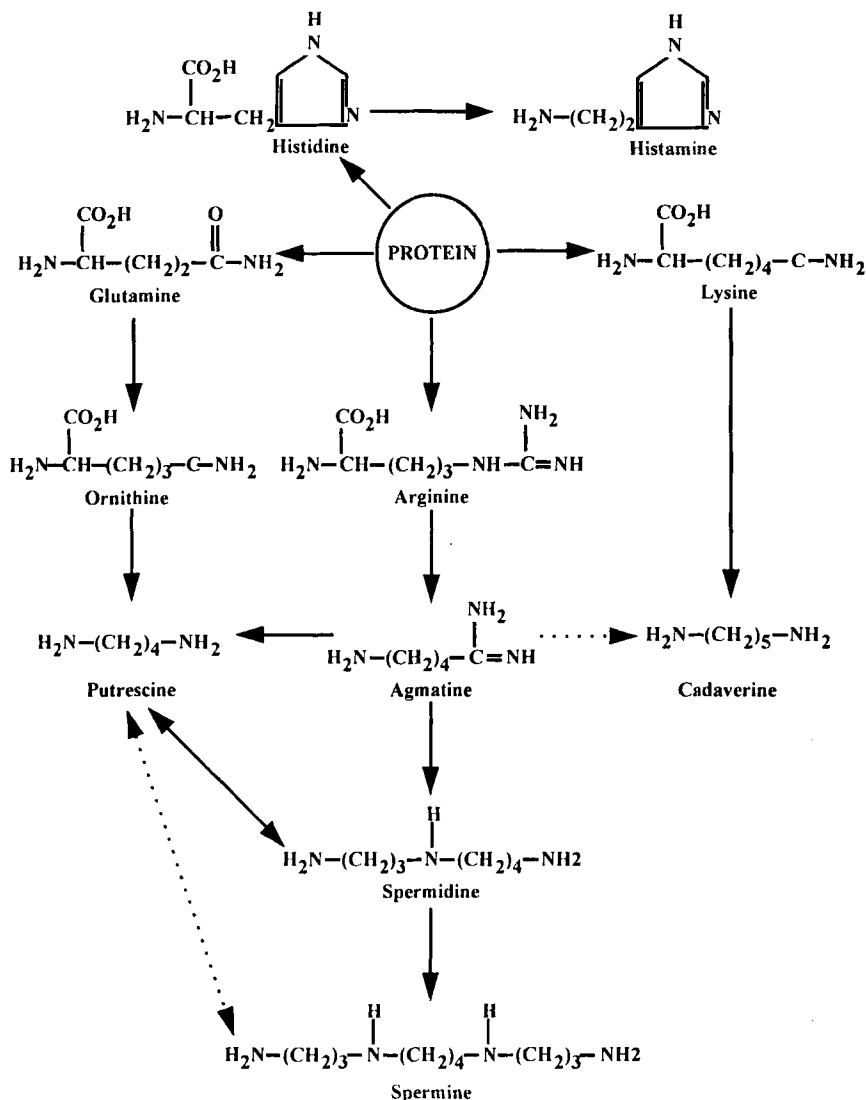 H
N
CO2H
H2N—CH—CH2 N
Histidine
H
N
H2N—(CH2)2 N
Histamine
PROTEIN
CO2H O
H2N—CH—(CH2)2—C—NH2
Glutamine
CO2H
H2N—CH—(CH2)4—C—NH2
Lysine
CO2H
H2N—CH—(CH2)3—C—NH2
Ornithine
NH2
CO2H
H2N—CH—(CH2)3—NH—C=NH
Arginine
H2N—(CH2)4—NH2
Putrescine
NH2
H2N—(CH2)4—C=NH
Agmatine
H2N—(CH2)5—NH2
Cadaverine
H
H2N—(CH2)3—N—(CH2)4—NH2
Spermidine
H H
H2N—(CH2)3—N—(CH2)4—N—(CH2)3—NH2
Spermine